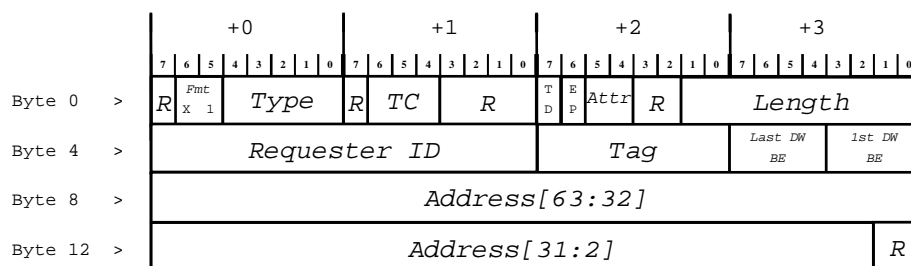 +0 +1 +2 +3
7 6 5 4 3 2 1 0 7 6 5 4 3 2 1 0 7 6 5 4 3 2 1 0 7 6 5 4 3 2 1 0
Byte 0 > R Fmt X 1 Type R TC R TD EP Attr R Length
Byte 4 > Requester ID Tag Last DW BE 1st DW BE
Byte 8 > Address[63:32]
Byte 12 > Address[31:2] R